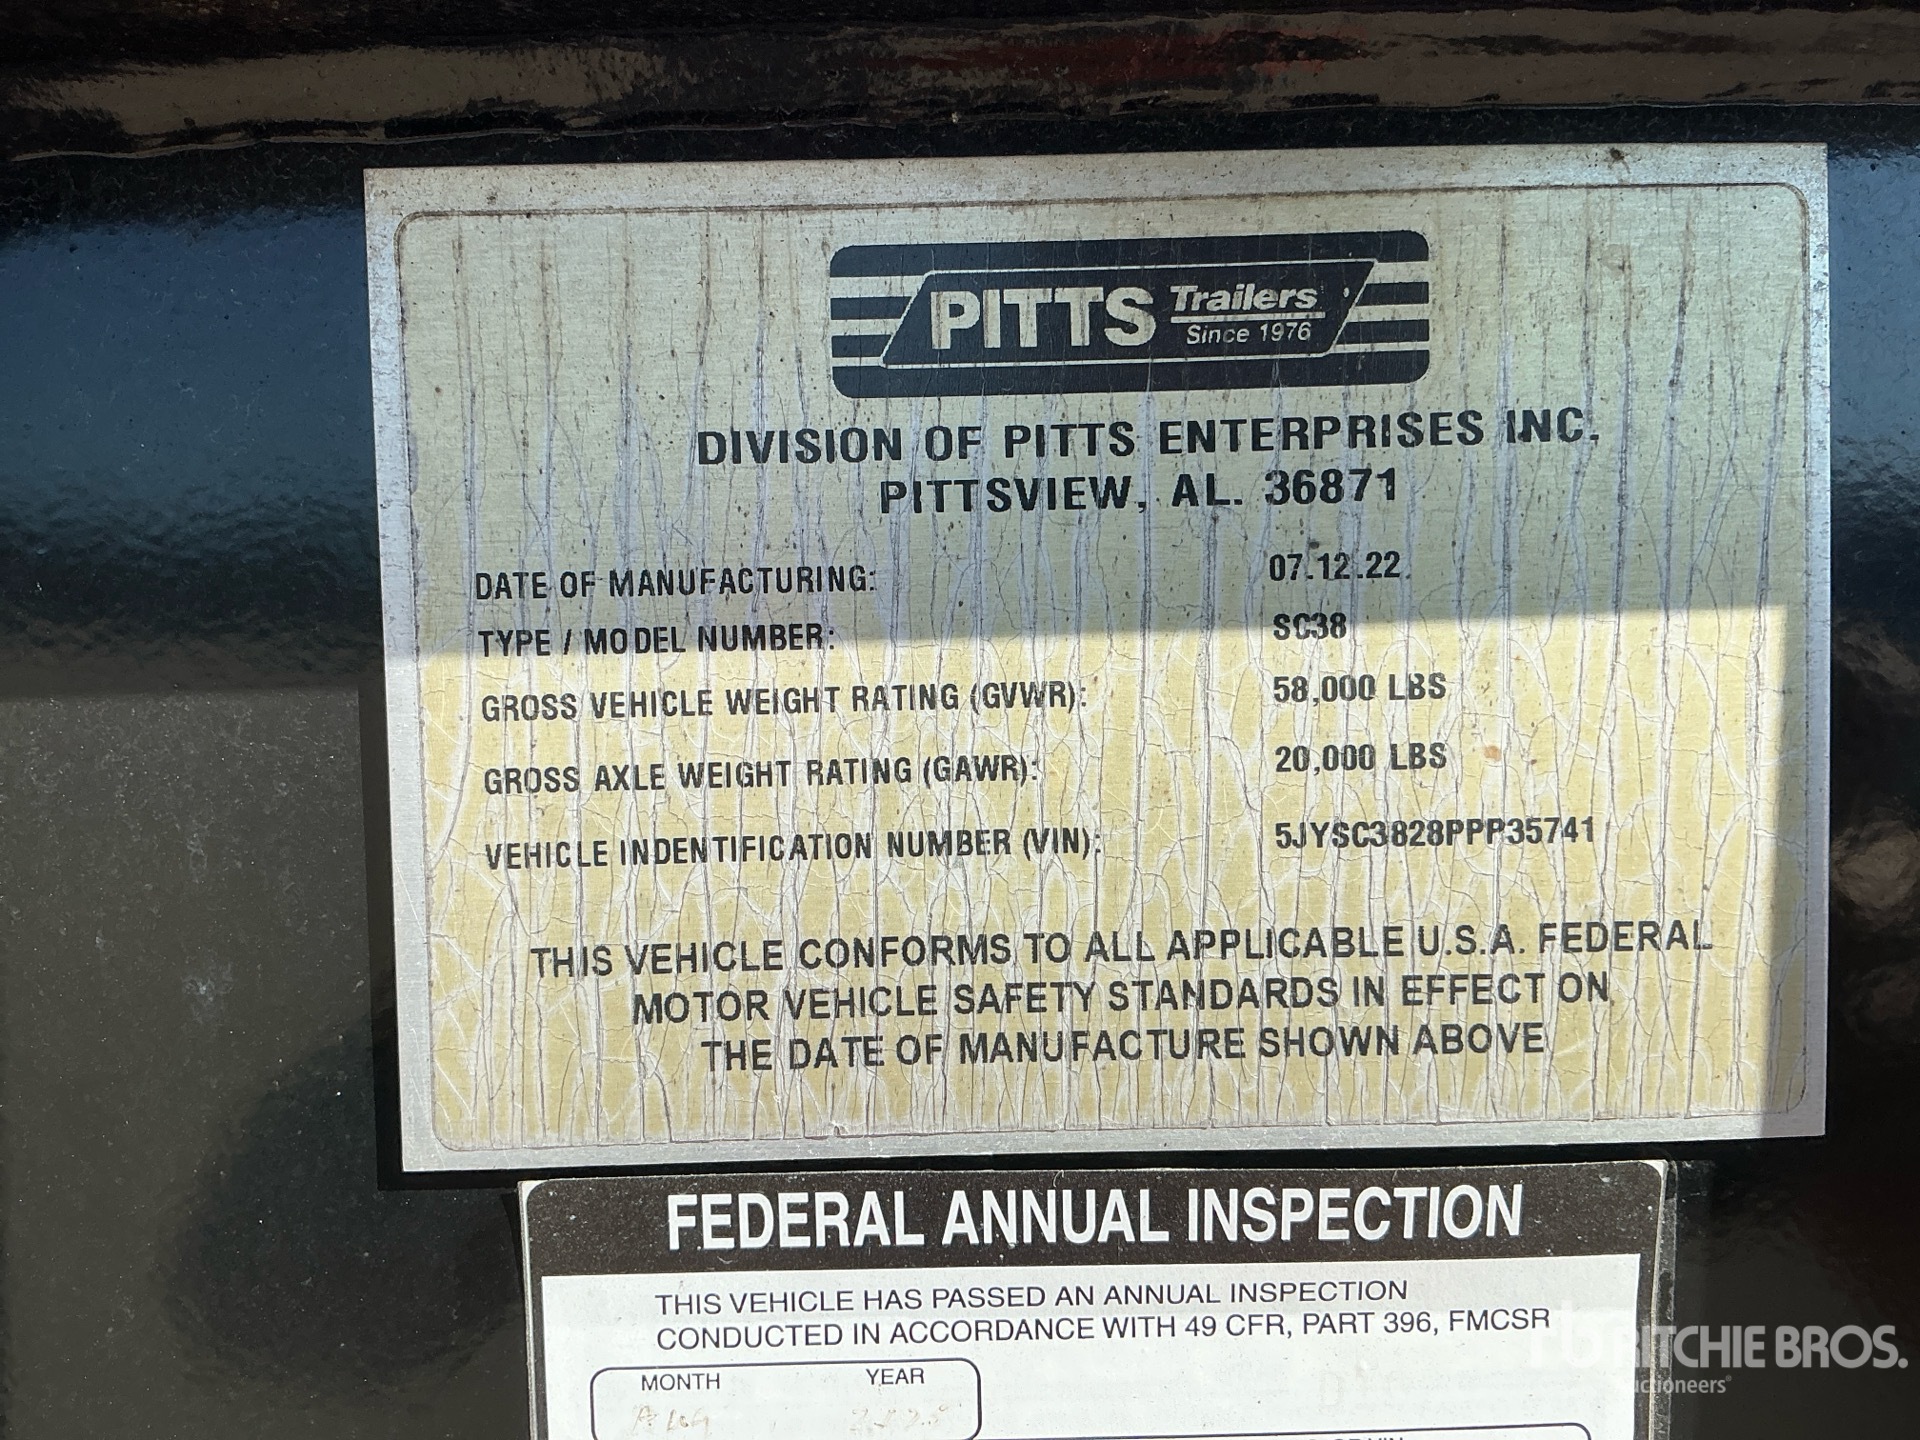 PITTS Trailers
Since 1976
DIVISION OF PITTS ENTERPRISES INC.
PITTSVIEW, AL. 36871
DATE OF MANUFACTURING: 07.12.22
TYPE / MODEL NUMBER: SC38
GROSS VEHICLE WEIGHT RATING (GVWR): 58,000 LBS
GROSS AXLE WEIGHT RATING (GAWR): 20,000 LBS
VEHICLE INDENTIFICATION NUMBER (VIN): 5JYSC3828PPP35741
THIS VEHICLE CONFORMS TO ALL APPLICABLE U.S.A. FEDERAL
MOTOR VEHICLE SAFETY STANDARDS IN EFFECT ON
THE DATE OF MANUFACTURE SHOWN ABOVE
FEDERAL ANNUAL INSPECTION
THIS VEHICLE HAS PASSED AN ANNUAL INSPECTION
CONDUCTED IN ACCORDANCE WITH 49 CFR, PART 396, FMCSR
MONTH YEAR
RITCHIE BROS.
Auctioneers